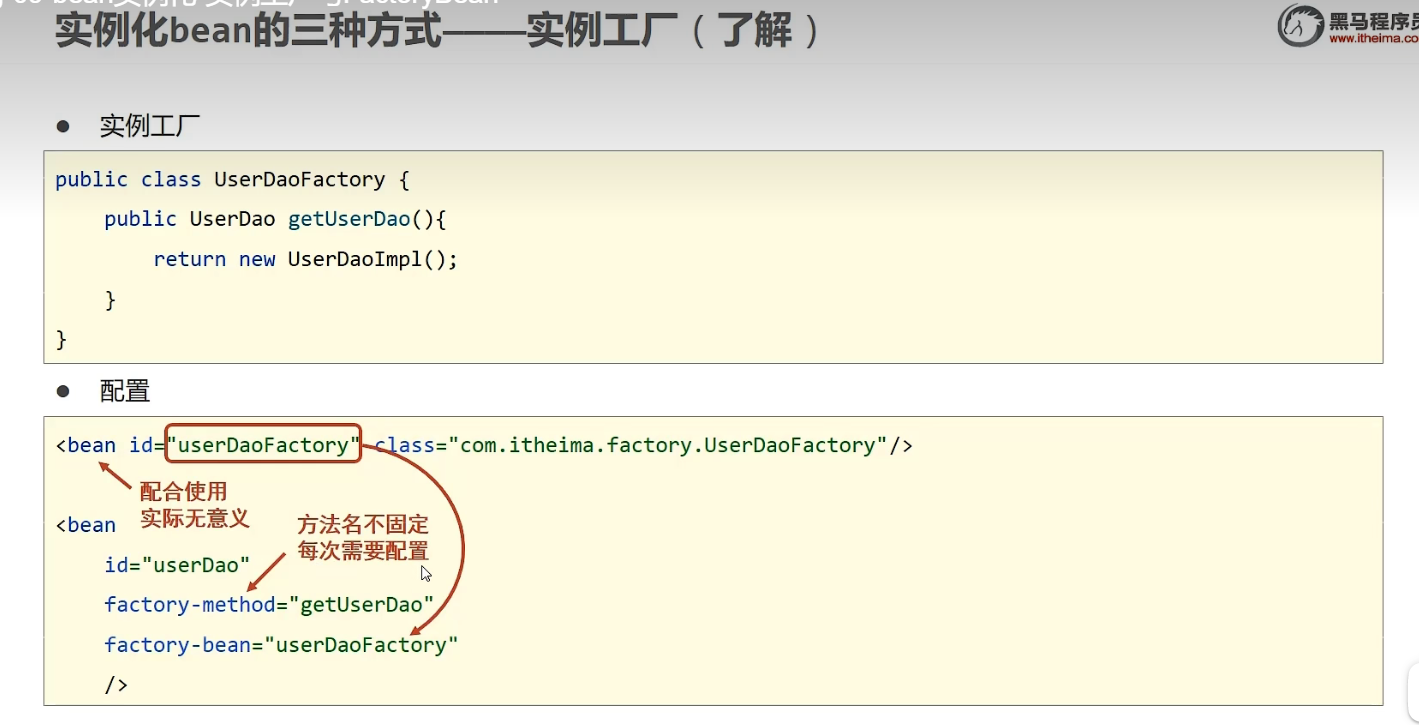 bean实例化-实例工厂与FactoryBean
实例化bean的三种方式——实例工厂（了解）
黑马程序员
www.itheima.co
● 实例工厂
public class UserDaoFactory {
public UserDao getUserDao(){
return new UserDaoImpl();
}
}
● 配置
<bean id="userDaoFactory" class="com.itheima.factory.UserDaoFactory"/>
配合使用
实际无意义
<bean
方法名不固定
每次需要配置
id="userDao"
factory-method="getUserDao"
factory-bean="userDaoFactory"
/>